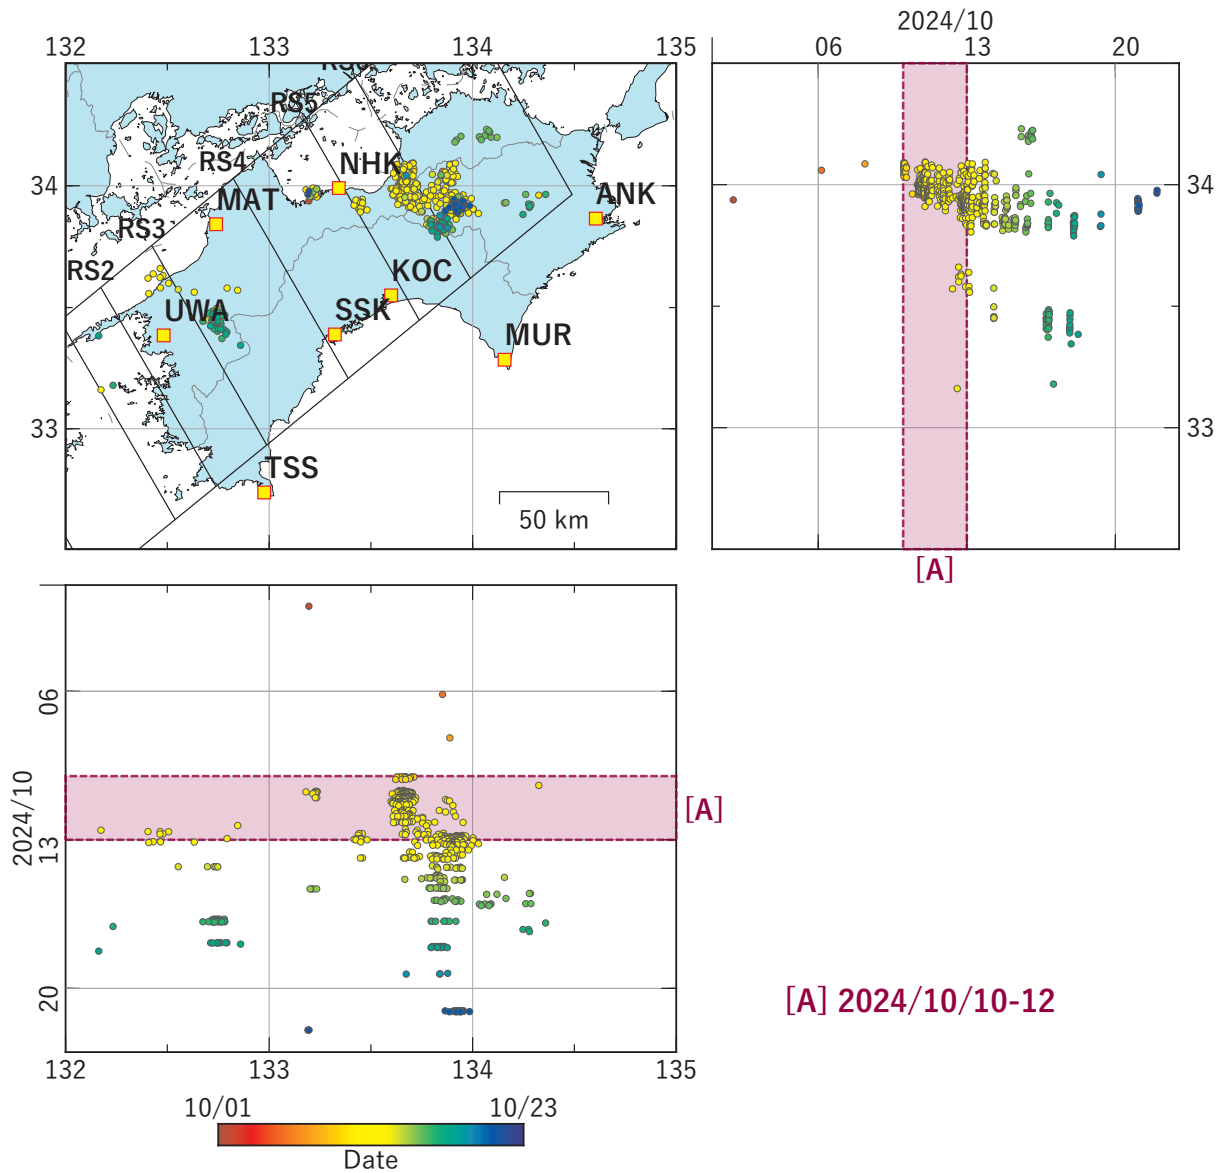 2024/10
132 133 134 135
06 13 20
RS6
RS5
RS4
NHK
34
MAT
ANK
34
RS3
RS2
KOC
UWA
SSK
MUR
33
33
TSS
50 km
[A]
06
2024/10
[A]
13
20
[A] 2024/10/10-12
132 133 134 135
10/01 10/23
Date